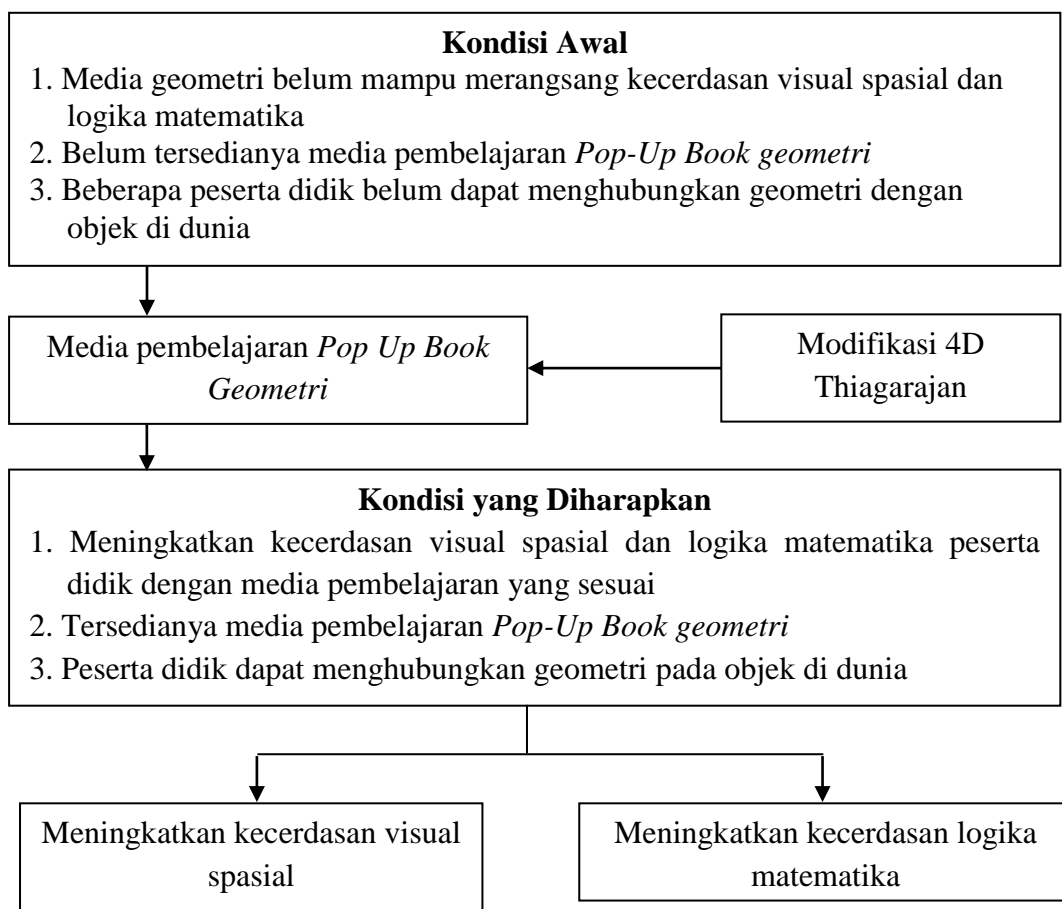 Kondisi Awal
1. Media geometri belum mampu merangsang kecerdasan visual spasial dan
logika matematika
2. Belum tersedianya media pembelajaran Pop-Up Book geometri
3. Beberapa peserta didik belum dapat menghubungkan geometri dengan
objek di dunia
Media pembelajaran Pop Up Book
Geometri
Modifikasi 4D
Thiagarajan
Kondisi yang Diharapkan
1. Meningkatkan kecerdasan visual spasial dan logika matematika peserta
didik dengan media pembelajaran yang sesuai
2. Tersedianya media pembelajaran Pop-Up Book geometri
3. Peserta didik dapat menghubungkan geometri pada objek di dunia
Meningkatkan kecerdasan visual
spasial
Meningkatkan kecerdasan logika
matematika